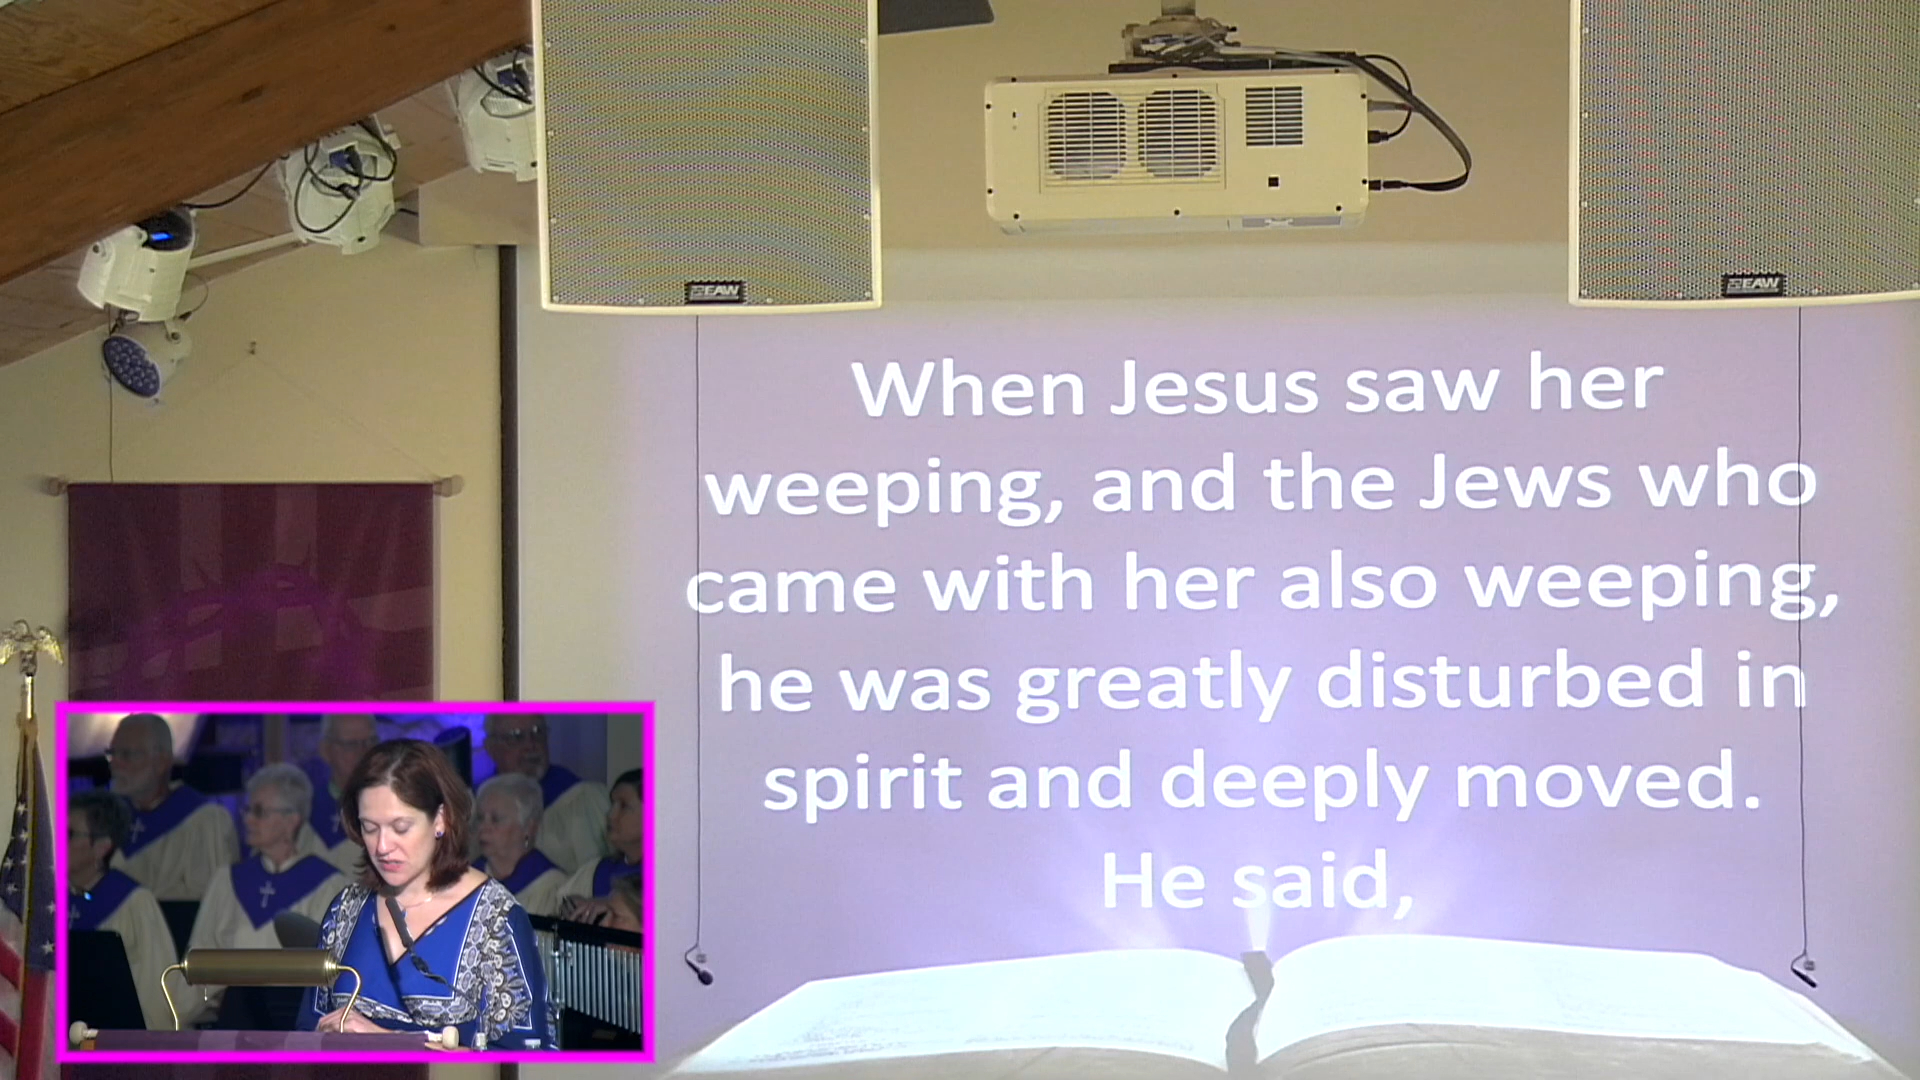 EAW
EAW
When Jesus saw her
weeping, and the Jews who
came with her also weeping,
he was greatly disturbed in
spirit and deeply moved.
He said,